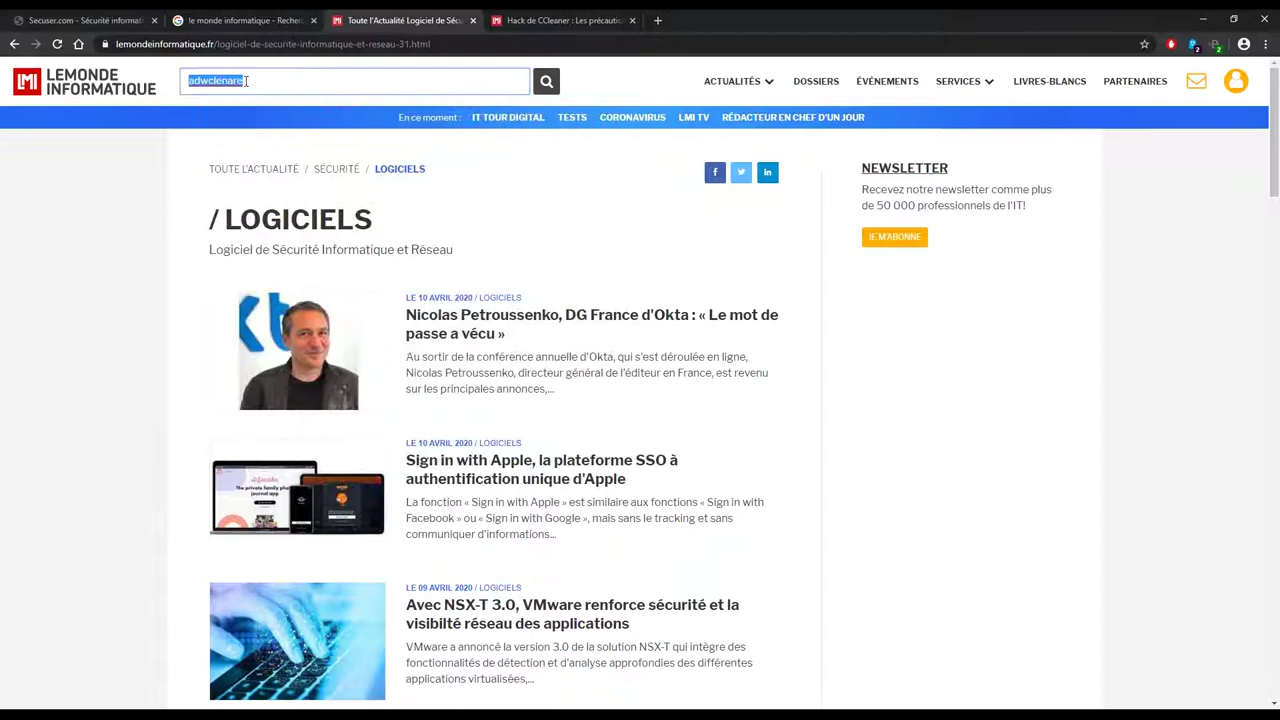 Secuser.com - Sécurité informati
le monde informatique - Recher
Toute l'Actualité Logiciel de Sécu
Hack de CCleaner : Les précautio
lemondeinformatique.fr/logiciel-de-securite-informatique-et-reseau-31.html
LMI LEMONDE INFORMATIQUE
adwclenare
ACTUALITÉS DOSSIERS ÉVÉNEMENTS SERVICES LIVRES-BLANCS PARTENAIRES
En ce moment : IT TOUR DIGITAL TESTS CORONAVIRUS LMI TV RÉDACTEUR EN CHEF D'UN JOUR
TOUTE L'ACTUALITÉ / SÉCURITÉ / LOGICIELS
/ LOGICIELS
Logiciel de Sécurité Informatique et Réseau
LE 10 AVRIL 2020 / LOGICIELS
Nicolas Petroussenko, DG France d'Okta : « Le mot de
passe a vécu »
Au sortir de la conférence annuelle d'Okta, qui s'est déroulée en ligne,
Nicolas Petroussenko, directeur général de l'éditeur en France, est revenu
sur les principales annonces,...
LE 10 AVRIL 2020 / LOGICIELS
Sign in with Apple, la plateforme SSO à
authentification unique d'Apple
La fonction « Sign in with Apple » est similaire aux fonctions « Sign in with
Facebook » ou « Sign in with Google », mais sans le tracking et sans
communiquer d'informations...
LE 09 AVRIL 2020 / LOGICIELS
Avec NSX-T 3.0, VMware renforce sécurité et la
visibilté réseau des applications
VMware a annoncé la version 3.0 de la solution NSX-T qui intègre des
fonctionnalités de détection et d'analyse approfondies des différentes
applications virtualisées,...
NEWSLETTER
Recevez notre newsletter comme plus
de 50 000 professionnels de l'IT!
JE M'ABONNE